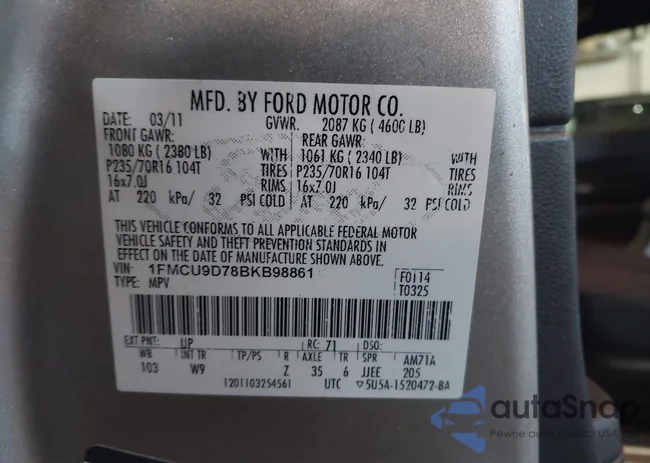 MFD. BY FORD MOTOR CO.
DATE: 03/11 GVWR: 2087 KG ( 4600 LB)
FRONT GAWR: REAR GAWR:
1080 KG ( 2380 LB) WITH 1061 KG ( 2340 LB) WITH
P235/70R16 104T TIRES P235/70R16 104T TIRES
16x7.0J RIMS 16x7.0J RIMS
AT 220 kPa/ 32 PSI COLD AT 220 kPa/ 32 PSI COLD
THIS VEHICLE CONFORMS TO ALL APPLICABLE FEDERAL MOTOR
VEHICLE SAFETY AND THEFT PREVENTION STANDARDS IN
EFFECT ON THE DATE OF MANUFACTURE SHOWN ABOVE.
VIN: 1FMCU9D78BKB98861 F0114
TYPE: MPV T0325
EXT PNT: UP RC: 71 DSO:
WB INT TR TP/PS R AXLE TR SPR AM71A
103 W9 Z 35 6 JJEE 205
1201103254561 UTC 5U5A-1520472-BA
autoSnap
Pewne auto USA